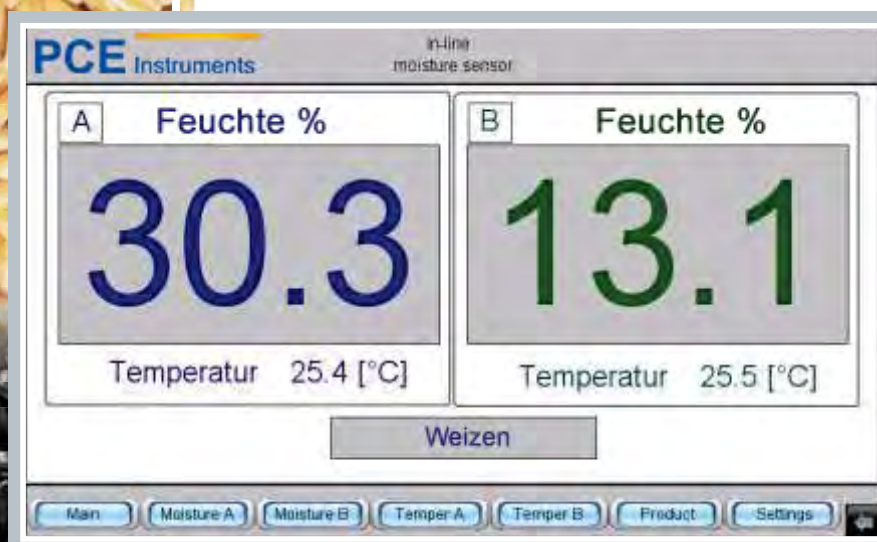 PCE Instruments
in-line
moisture sensor
A Feuchte %
30.3
Temperatur 25.4 [°C]
B Feuchte %
13.1
Temperatur 25.5 [°C]
Weizen
Main Moisture A Moisture B Temper A Temper B Product Settings